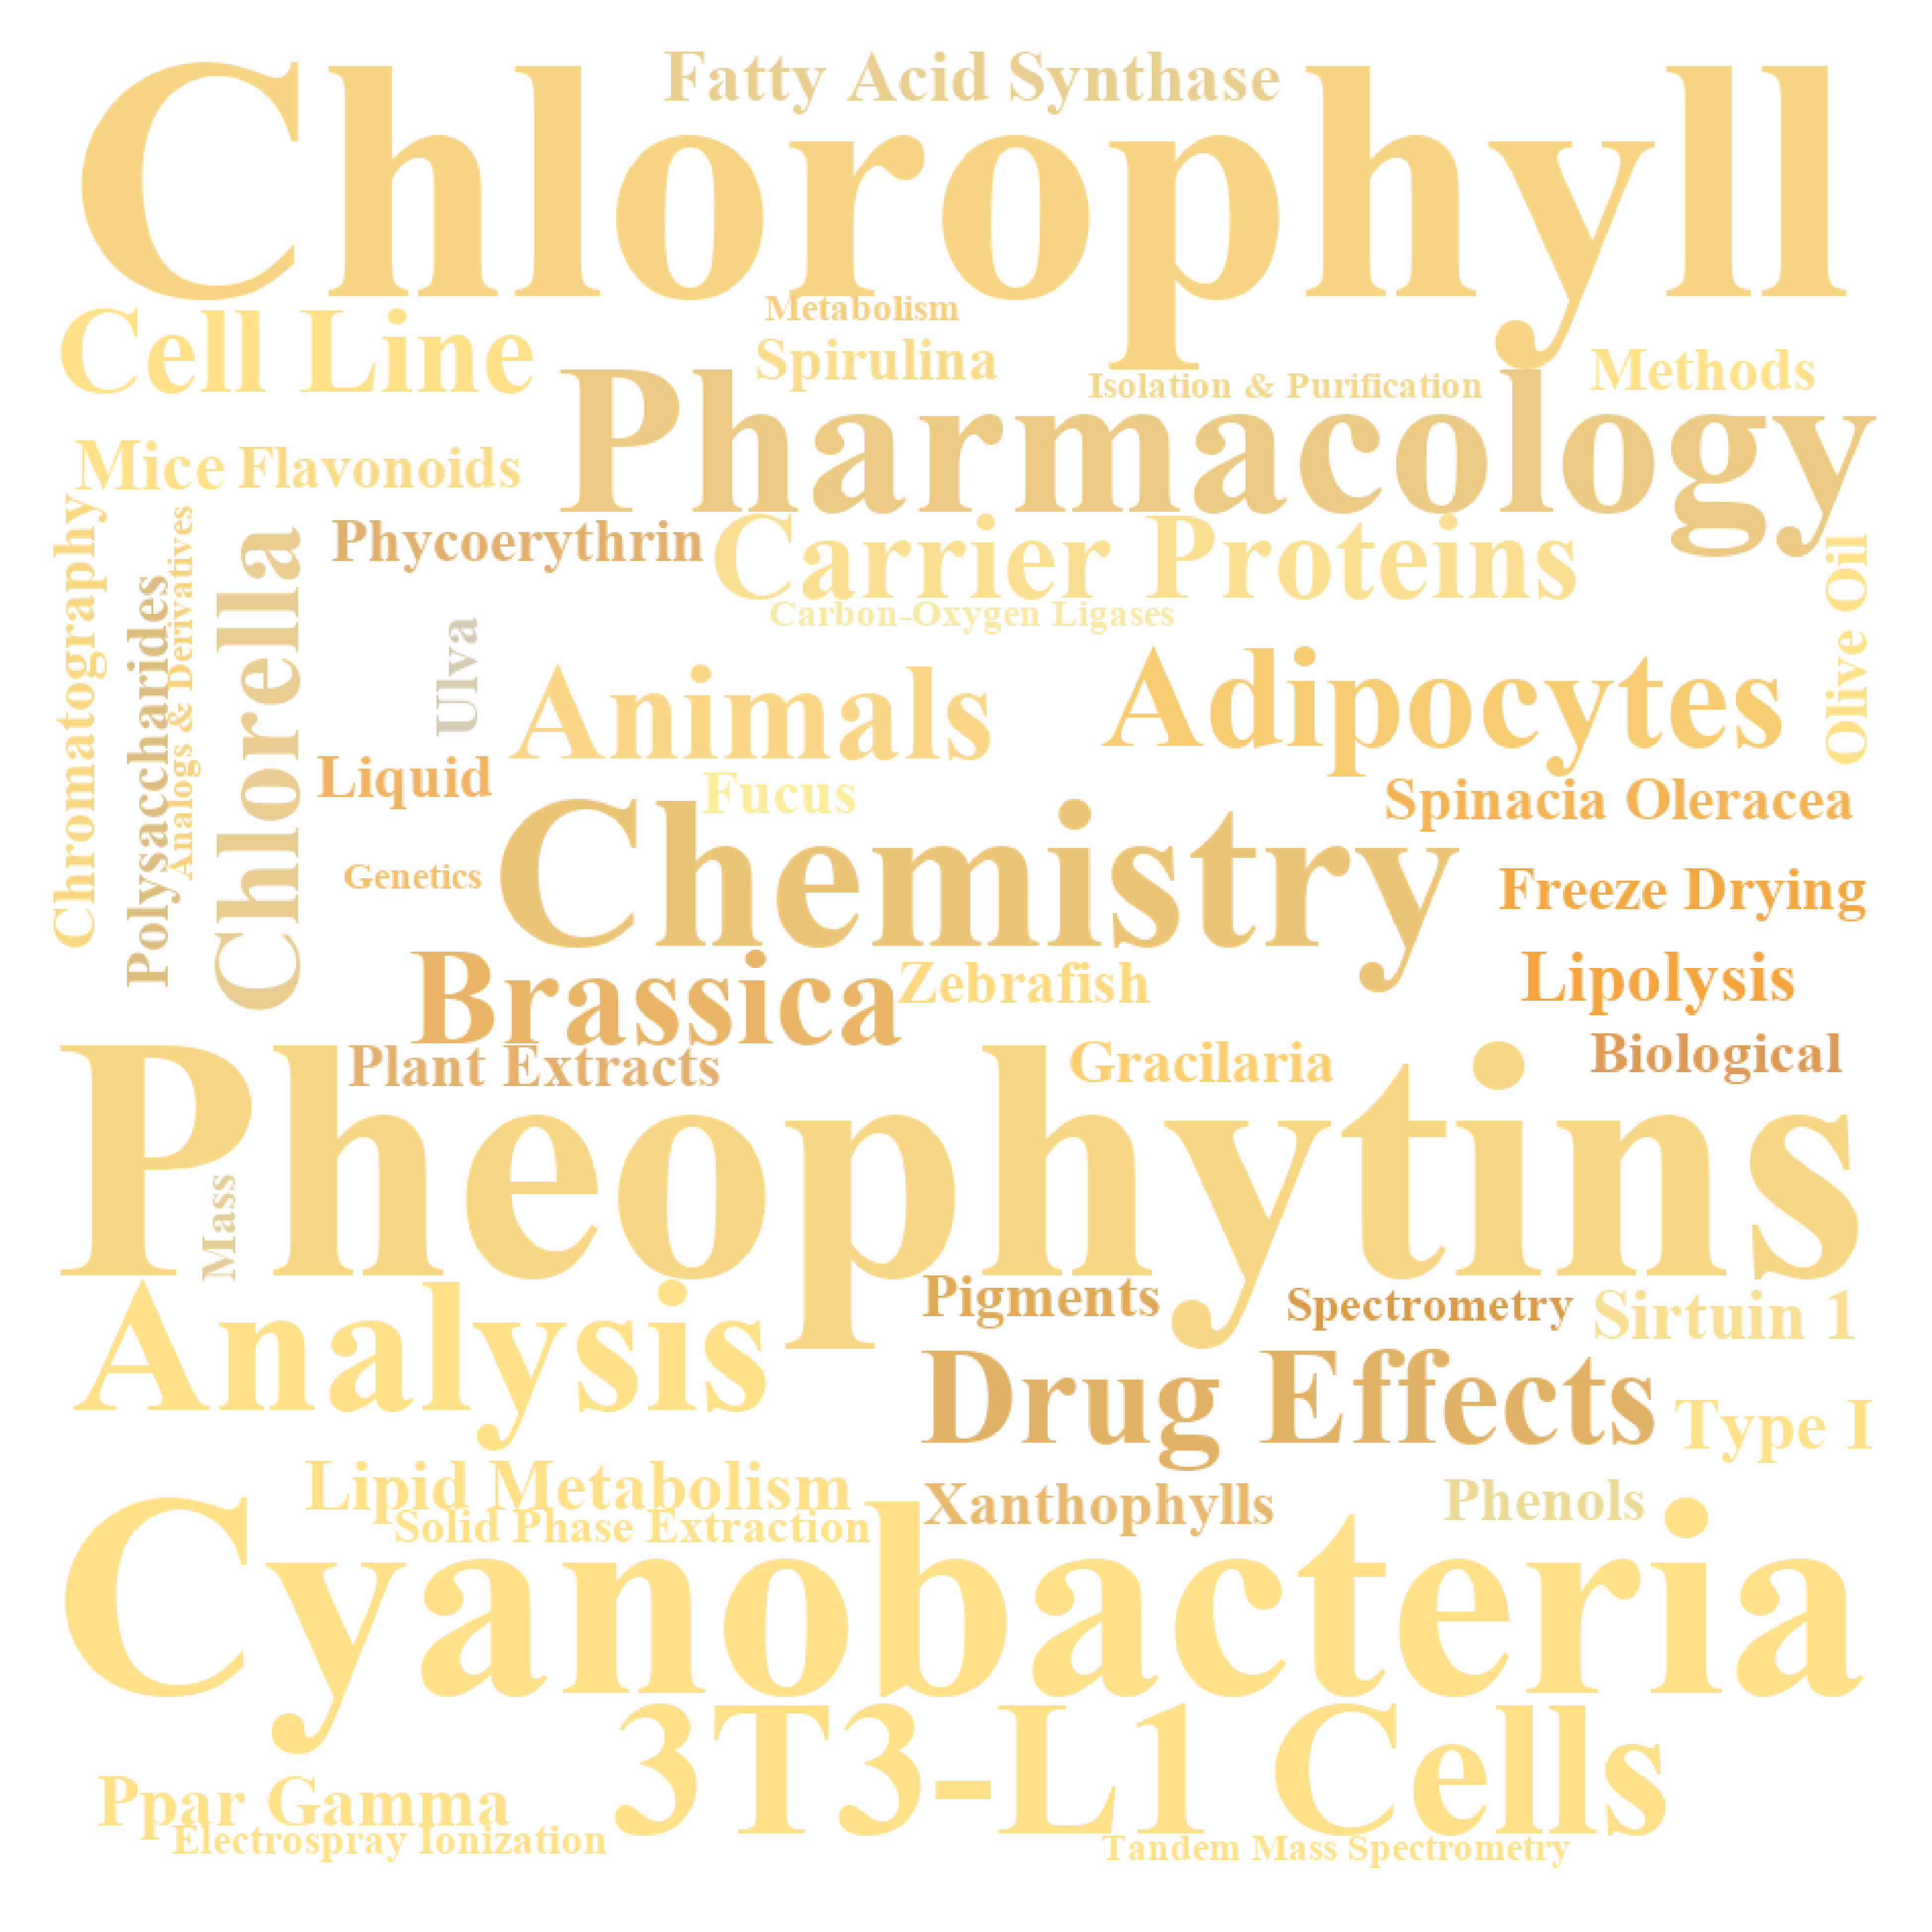 Fatty Acid Synthase
Chlorophyll
Metabolism
Cell Line
Spirulina
Isolation & Purification
Methods
Pharmacology
Mice
Flavonoids
Phycoerythrin
Carrier Proteins
Carbon-Oxygen Ligases
Chromatography
Polysaccharides
Analogs & Derivatives
Chlorella
Ulva
Olive Oil
Animals
Adipocytes
Liquid
Fucus
Spinacia Oleracea
Chemistry
Genetics
Freeze Drying
Brassica
Zebrafish
Lipolysis
Plant Extracts
Gracilaria
Biological
Pheophytins
Mass
Analysis
Pigments
Spectrometry
Sirtuin 1
Drug Effects
Type I
Lipid Metabolism
Solid Phase Extraction
Xanthophylls
Phenols
Cyanobacteria
3T3-L1 Cells
Ppar Gamma
Electrospray Ionization
Tandem Mass Spectrometry